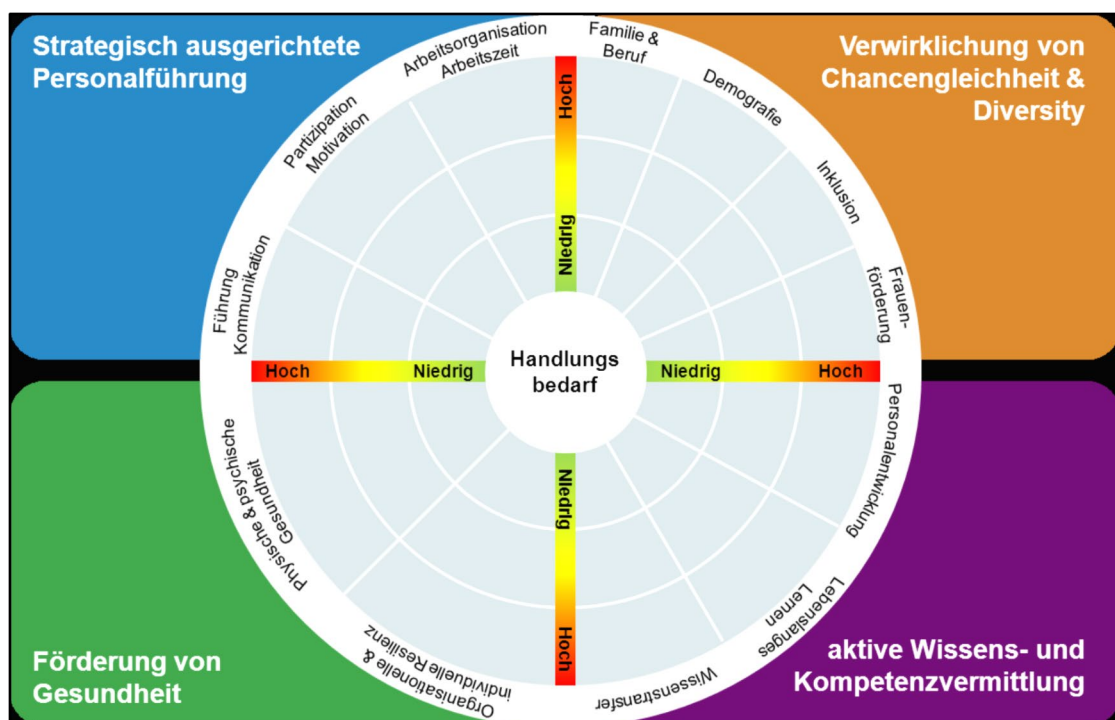 Strategisch ausgerichtete
Personalführung
Verwirklichung von
Chancengleichheit &
Diversity
Arbeitsorganisation
Arbeitszeit
Familie &
Beruf
Partizipation
Motivation
Demografie
Inklusion
Führung
Kommunikation
Frauen-
förderung
Hoch
Niedrig
Hoch
Niedrig
Handlungs
bedarf
Niedrig
Hoch
Niedrig
Hoch
Physische & psychische
Gesundheit
Personalentwicklung
Organisationelle &
individuelle Resilienz
Lebenslanges
Lernen
Wissenstransfer
Förderung von
Gesundheit
aktive Wissens- und
Kompetenzvermittlung